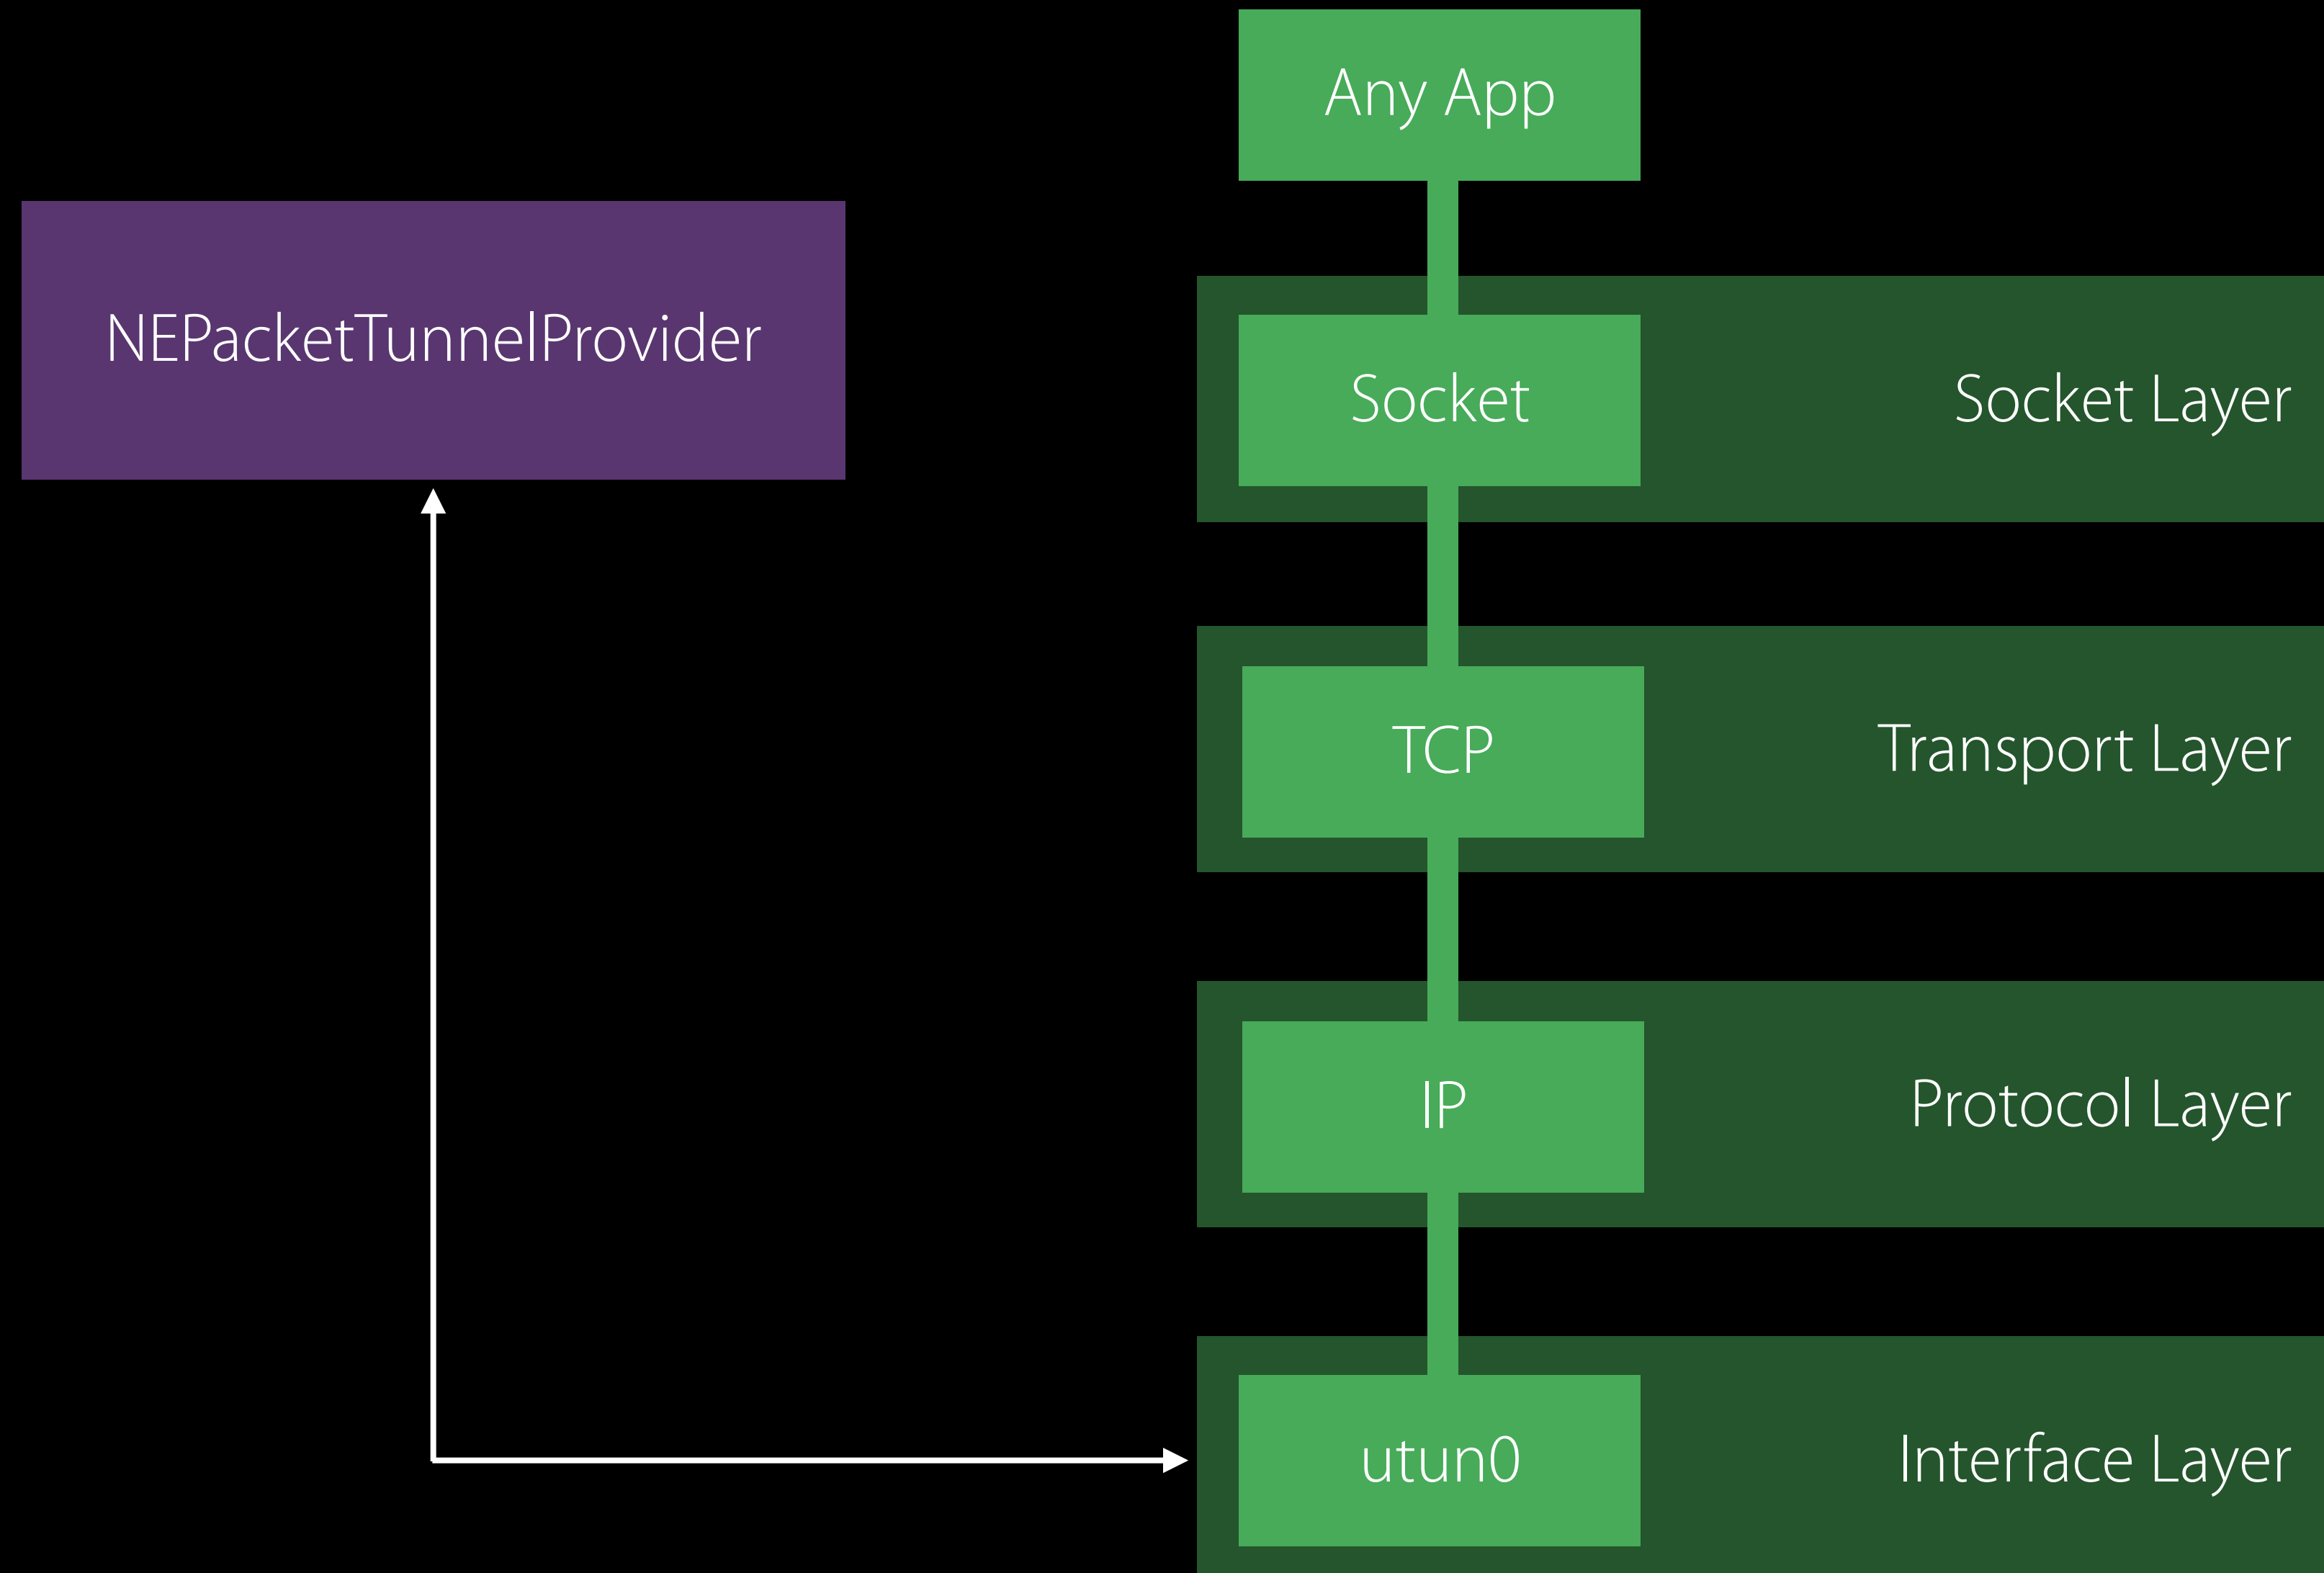 Any App
NEPacketTunnelProvider
Socket
Socket Layer
TCP
Transport Layer
IP
Protocol Layer
utun0
Interface Layer